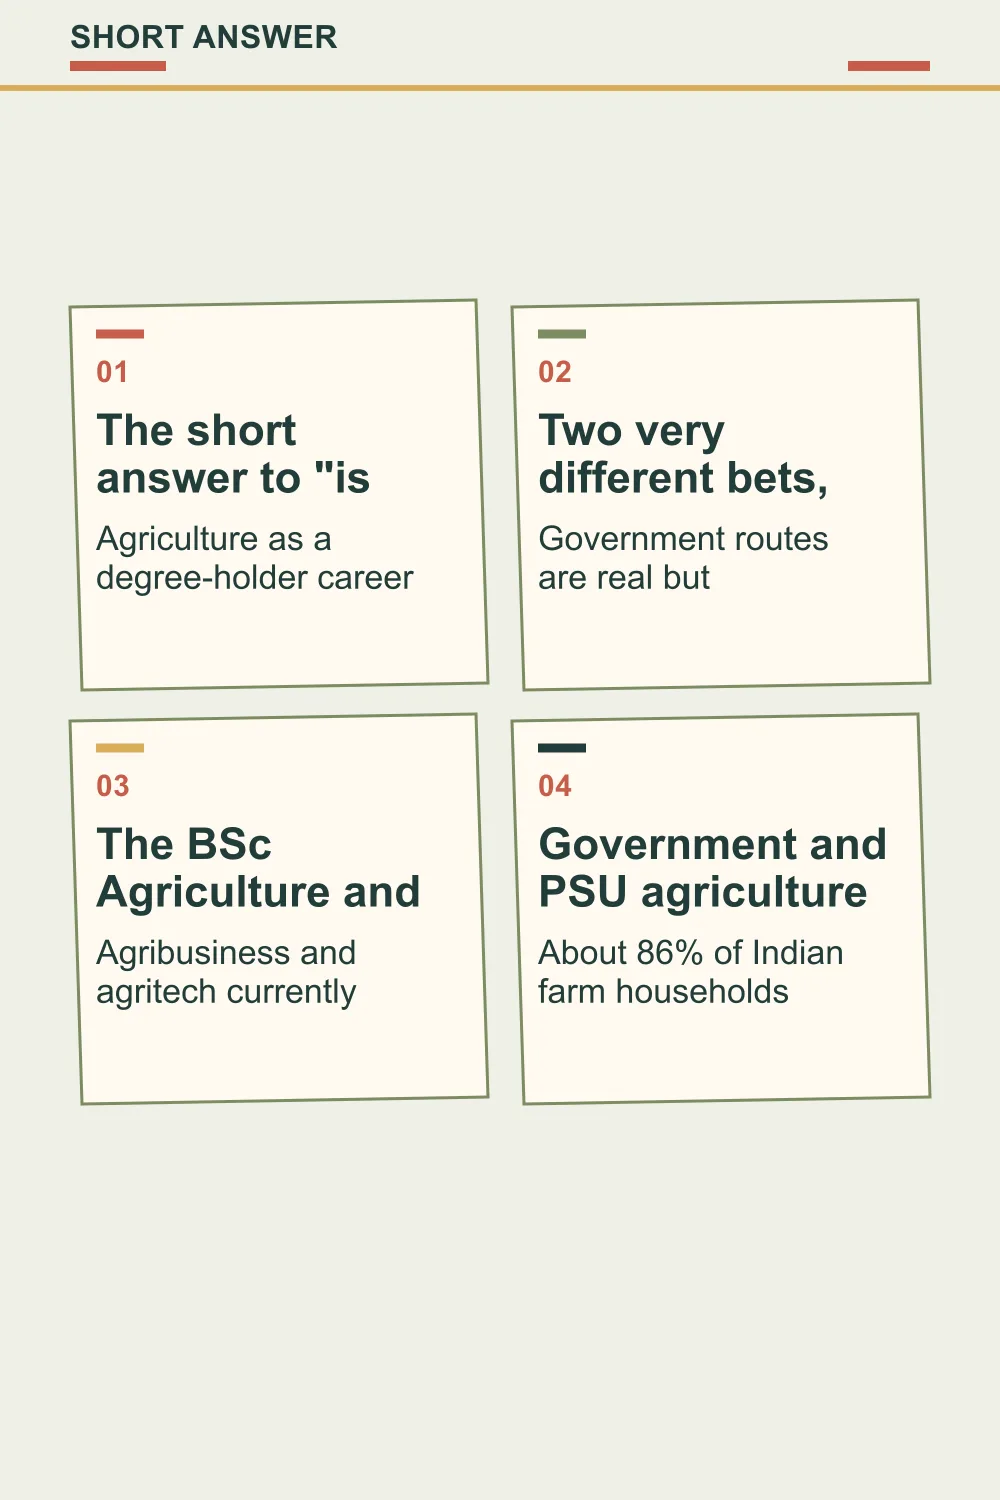 SHORT ANSWER
01
The short
answer to "is
Agriculture as a
degree-holder career
02
Two very
different bets,
Government routes
are real but
03
The BSc
Agriculture and
Agribusiness and
agritech currently
04
Government and
PSU agriculture
About 86% of Indian
farm households